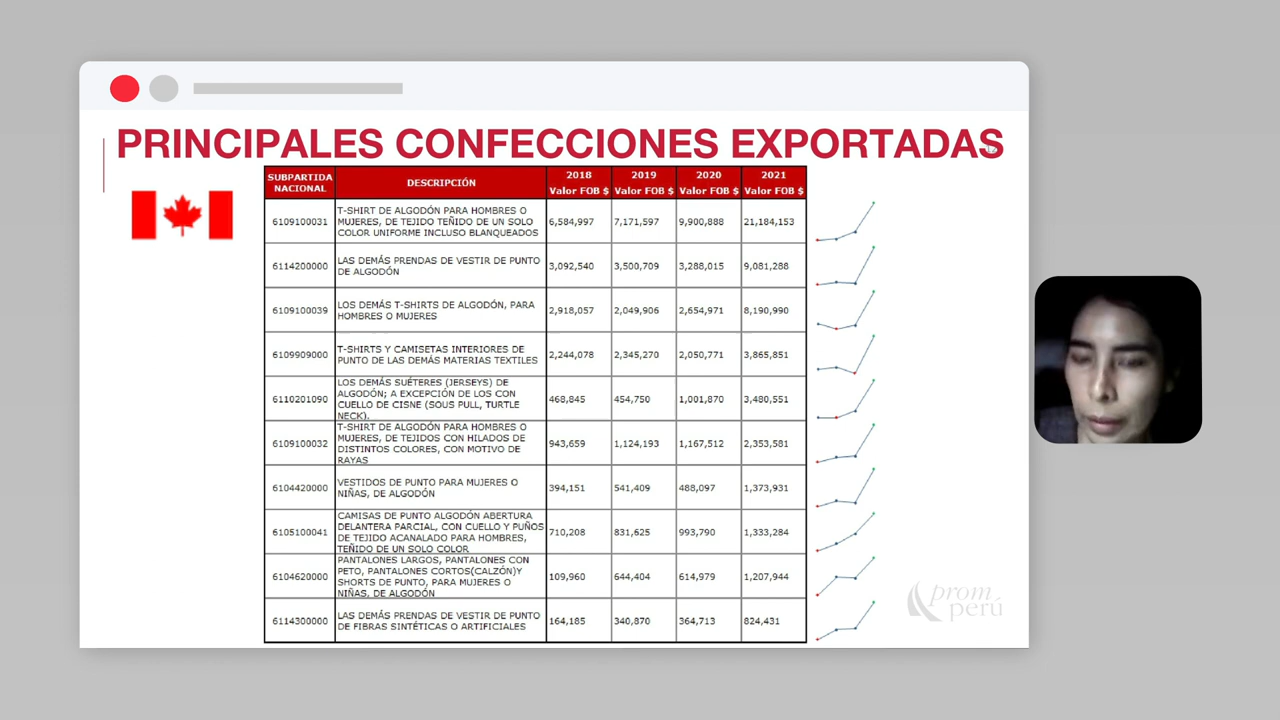 PRINCIPALES CONFECCIONES EXPORTADAS
SUBPARTIDA NACIONAL DESCRIPCIÓN 2018 Valor FOB $ 2019 Valor FOB $ 2020 Valor FOB $ 2021 Valor FOB $
6109100031 T-SHIRT DE ALGODÓN PARA HOMBRES O
MUJERES, DE TEJIDO TEÑIDO DE UN SOLO
COLOR UNIFORME INCLUSO BLANQUEADOS
6,584,997 7,171,597 9,900,888 21,184,153
6114200000 LAS DEMÁS PRENDAS DE VESTIR DE PUNTO
DE ALGODÓN
3,092,540 3,500,709 3,288,015 9,081,288
6109100039 LOS DEMÁS T-SHIRTS DE ALGODÓN, PARA
HOMBRES O MUJERES
2,918,057 2,049,906 2,654,971 8,190,990
6109909000 T-SHIRTS Y CAMISETAS INTERIORES DE
PUNTO DE LAS DEMÁS MATERIAS TEXTILES
2,244,078 2,345,270 2,050,771 3,865,851
6110201090 LOS DEMÁS SUÉTERES (JERSEYS) DE
ALGODÓN; A EXCEPCIÓN DE LOS CON
CUELLO DE CISNE (SOUS PULL, TURTLE
NECK).
468,845 454,750 1,001,870 3,480,551
6109100032 T-SHIRT DE ALGODÓN PARA HOMBRES O
MUJERES, DE TEJIDOS CON HILADOS DE
DISTINTOS COLORES, CON MOTIVO DE
RAYAS
943,659 1,124,193 1,167,512 2,353,581
6104420000 VESTIDOS DE PUNTO PARA MUJERES O
NIÑAS, DE ALGODÓN
394,151 541,409 488,097 1,373,931
6105100041 CAMISAS DE PUNTO ALGODÓN ABERTURA
DELANTERA PARCIAL, CON CUELLO Y PUÑOS
DE TEJIDO ACANALADO PARA HOMBRES,
TEÑIDO DE UN SOLO COLOR
710,208 831,625 993,790 1,333,284
6104620000 PANTALONES LARGOS, PANTALONES CON
PETO, PANTALONES CORTOS(CALZÓN)Y
SHORTS DE PUNTO, PARA MUJERES O
NIÑAS, DE ALGODÓN
109,960 644,404 614,979 1,207,944
6114300000 LAS DEMÁS PRENDAS DE VESTIR DE PUNTO
DE FIBRAS SINTÉTICAS O ARTIFICIALES
164,185 340,870 364,713 824,431
prom
perú